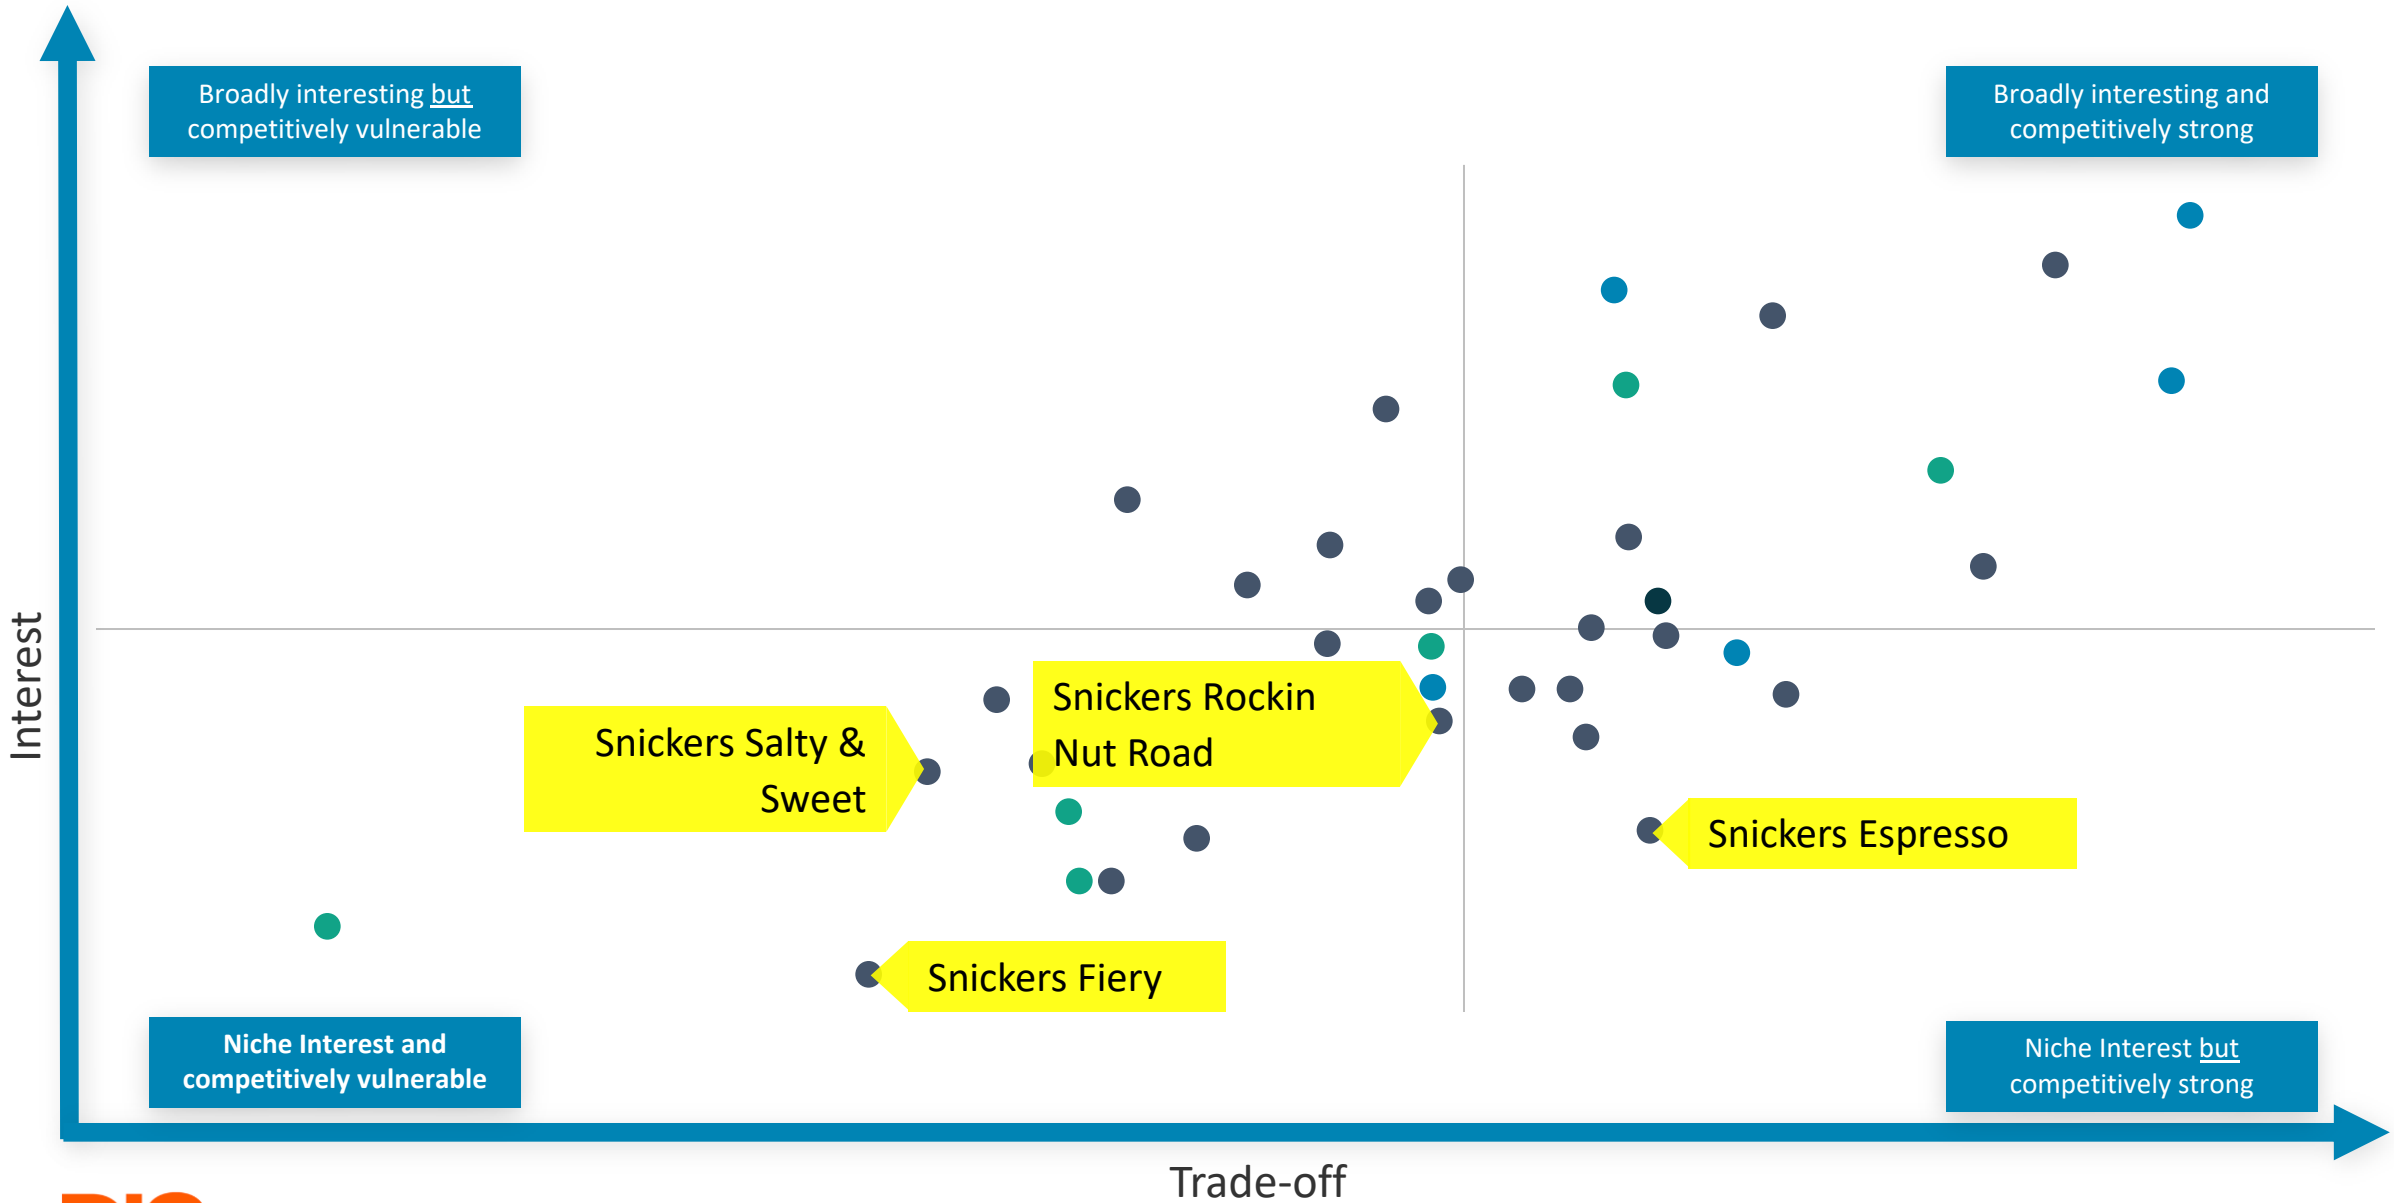 Broadly interesting but
competitively vulnerable
Broadly interesting and
competitively strong
Interest
Snickers Rockin
Nut Road
Snickers Salty &
Sweet
Snickers Espresso
Snickers Fiery
Niche Interest and
competitively vulnerable
Niche Interest but
competitively strong
Trade-off